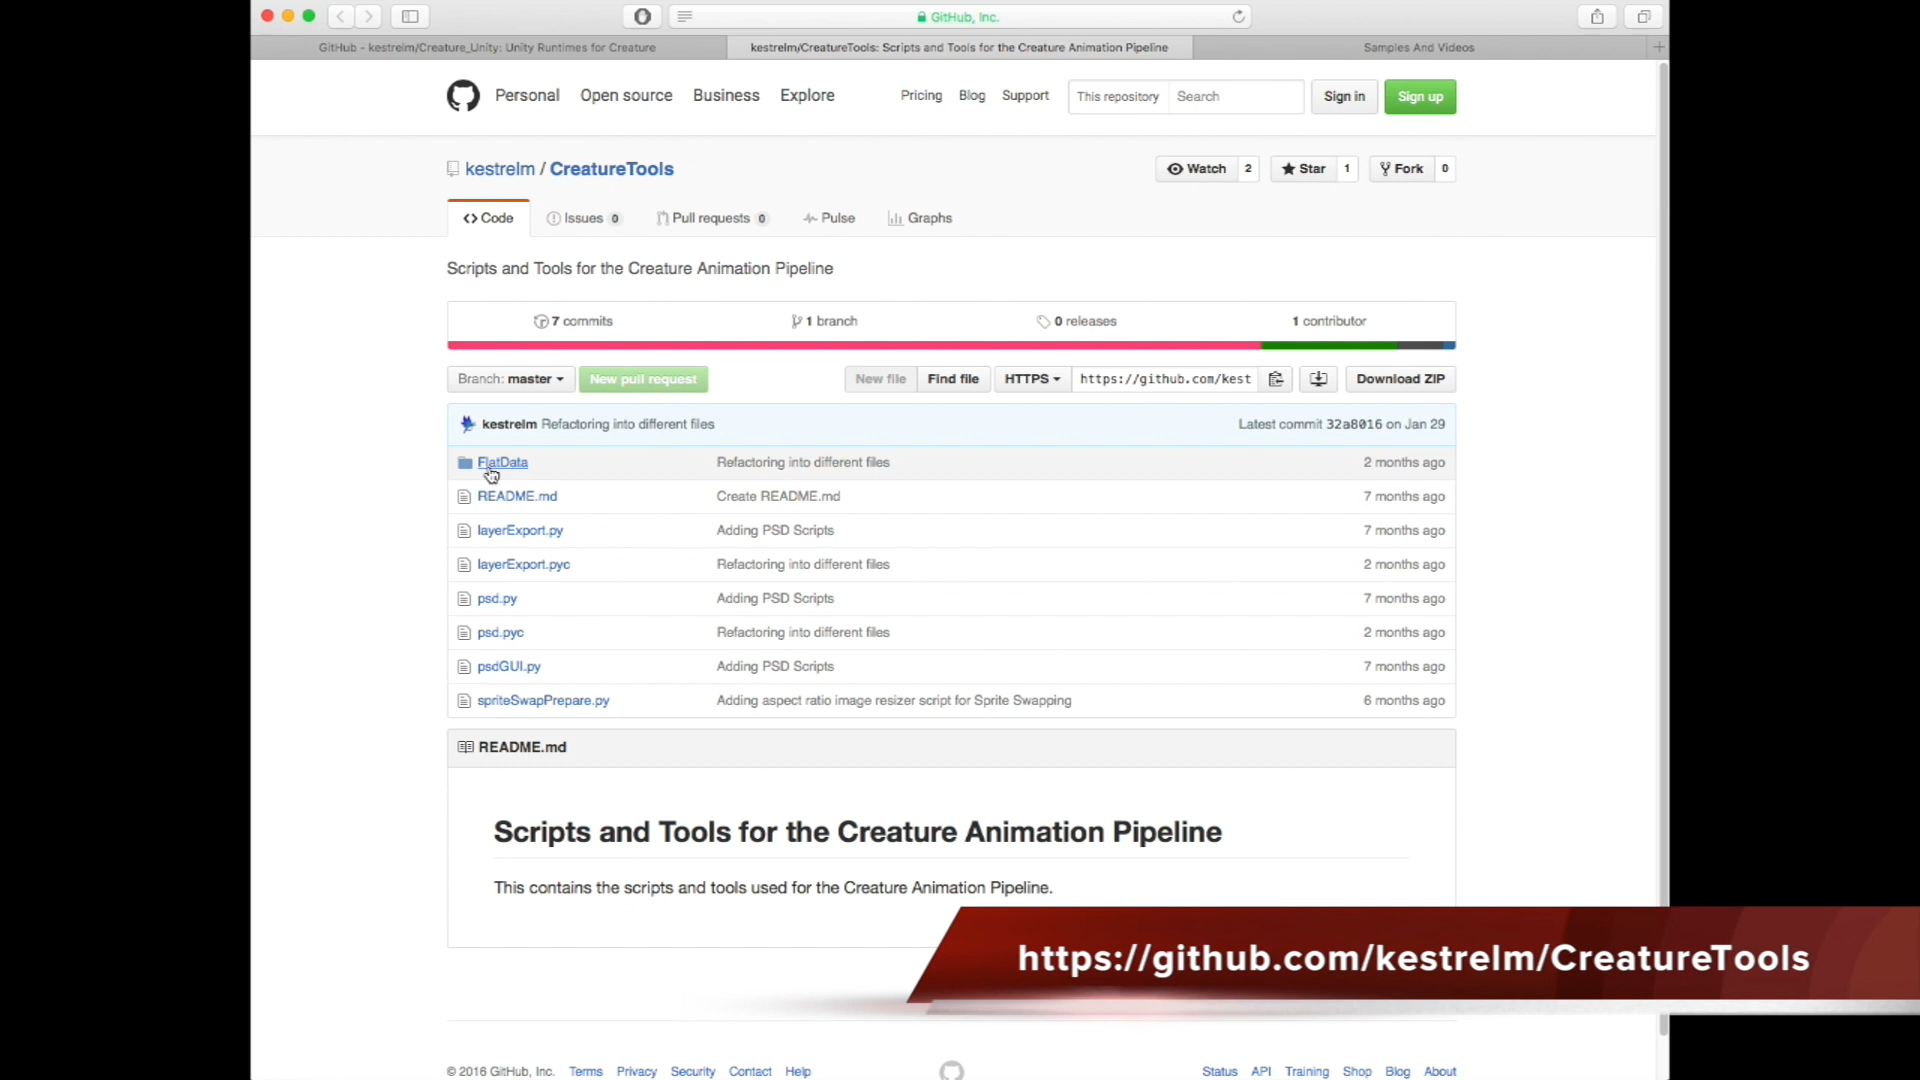 GitHub, Inc.
GitHub - kestrelm/Creature_Unity: Unity Runtimes for Creature
kestrelm/CreatureTools: Scripts and Tools for the Creature Animation Pipeline
Samples And Videos
Personal Open source Business Explore Pricing Blog Support This repository Search Sign in Sign up
kestrelm / CreatureTools Watch 2 Star 1 Fork 0
Code Issues 0 Pull requests 0 Pulse Graphs
Scripts and Tools for the Creature Animation Pipeline
7 commits 1 branch 0 releases 1 contributor
Branch: master New pull request New file Find file HTTPS https://github.com/kest Download ZIP
kestrelm Refactoring into different files Latest commit 32a8016 on Jan 29
FlatData Refactoring into different files 2 months ago
README.md Create README.md 7 months ago
layerExport.py Adding PSD Scripts 7 months ago
layerExport.pyc Refactoring into different files 2 months ago
psd.py Adding PSD Scripts 7 months ago
psd.pyc Refactoring into different files 2 months ago
psdGUI.py Adding PSD Scripts 7 months ago
spriteSwapPrepare.py Adding aspect ratio image resizer script for Sprite Swapping 6 months ago
README.md
Scripts and Tools for the Creature Animation Pipeline
This contains the scripts and tools used for the Creature Animation Pipeline.
https://github.com/kestrelm/CreatureTools
© 2016 GitHub, Inc. Terms Privacy Security Contact Help Status API Training Shop Blog About